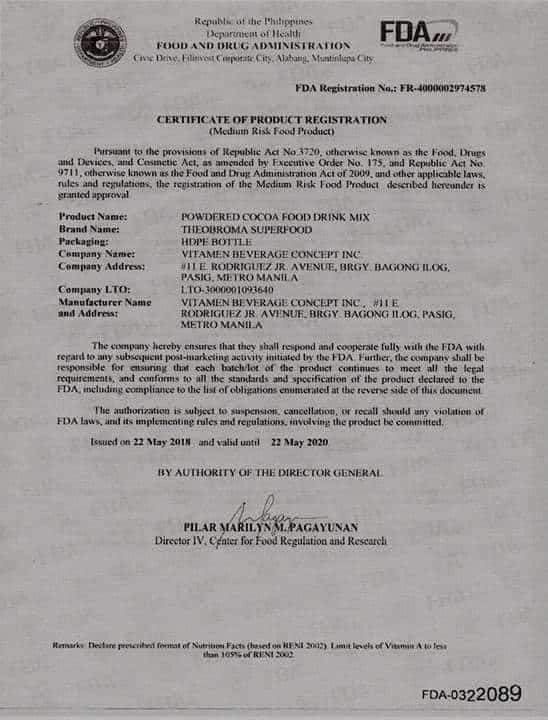 Republic of the Philippines
Department of Health
FOOD AND DRUG ADMINISTRATION
Civic Drive, Filinvest Corporate City, Alabang, Muntinlupa City
FDA
Food and Drug Administration
PHILIPPINES
FDA Registration No.: FR-4000002974578
CERTIFICATE OF PRODUCT REGISTRATION
(Medium Risk Food Product)
Pursuant to the provisions of Republic Act No.3720, otherwise known as the Food, Drugs
and Devices, and Cosmetic Act, as amended by Executive Order No. 175, and Republic Act No.
9711, otherwise known as the Food and Drug Administration Act of 2009, and other applicable laws,
rules and regulations, the registration of the Medium Risk Food Product described hereunder is
granted approval.
Product Name: POWDERED COCOA FOOD DRINK MIX
Brand Name: THEOBROMA SUPERFOOD
Packaging: HDPE BOTTLE
Company Name: VITAMEN BEVERAGE CONCEPT INC.
Company Address: #11 E. RODRIGUEZ JR. AVENUE, BRGY. BAGONG ILOG,
PASIG, METRO MANILA
Company LTO: LTO-3000001093640
Manufacturer Name VITAMEN BEVERAGE CONCEPT INC., #11 E.
and Address: RODRIGUEZ JR. AVENUE, BRGY. BAGONG ILOG, PASIG,
METRO MANILA
The company hereby ensures that they shall respond and cooperate fully with the FDA with
regard to any subsequent post-marketing activity initiated by the FDA. Further, the company shall be
responsible for ensuring that each batch/lot of the product continues to meet all the legal
requirements, and conforms to all the standards and specification of the product declared to the
FDA, including compliance to the list of obligations enumerated at the reverse side of this document.
The authorization is subject to suspension, cancellation, or recall should any violation of
FDA laws, and its implementing rules and regulations, involving the product be committed.
Issued on 22 May 2018 and valid until 22 May 2020.
BY AUTHORITY OF THE DIRECTOR GENERAL
PILAR MARILYN M. PAGAYUNAN
Director IV, Center for Food Regulation and Research
Remarks: Declare prescribed format of Nutrition Facts (based on RENI 2002). Limit levels of Vitamin A to less
than 105% of RENI 2002.
FDA-0322089